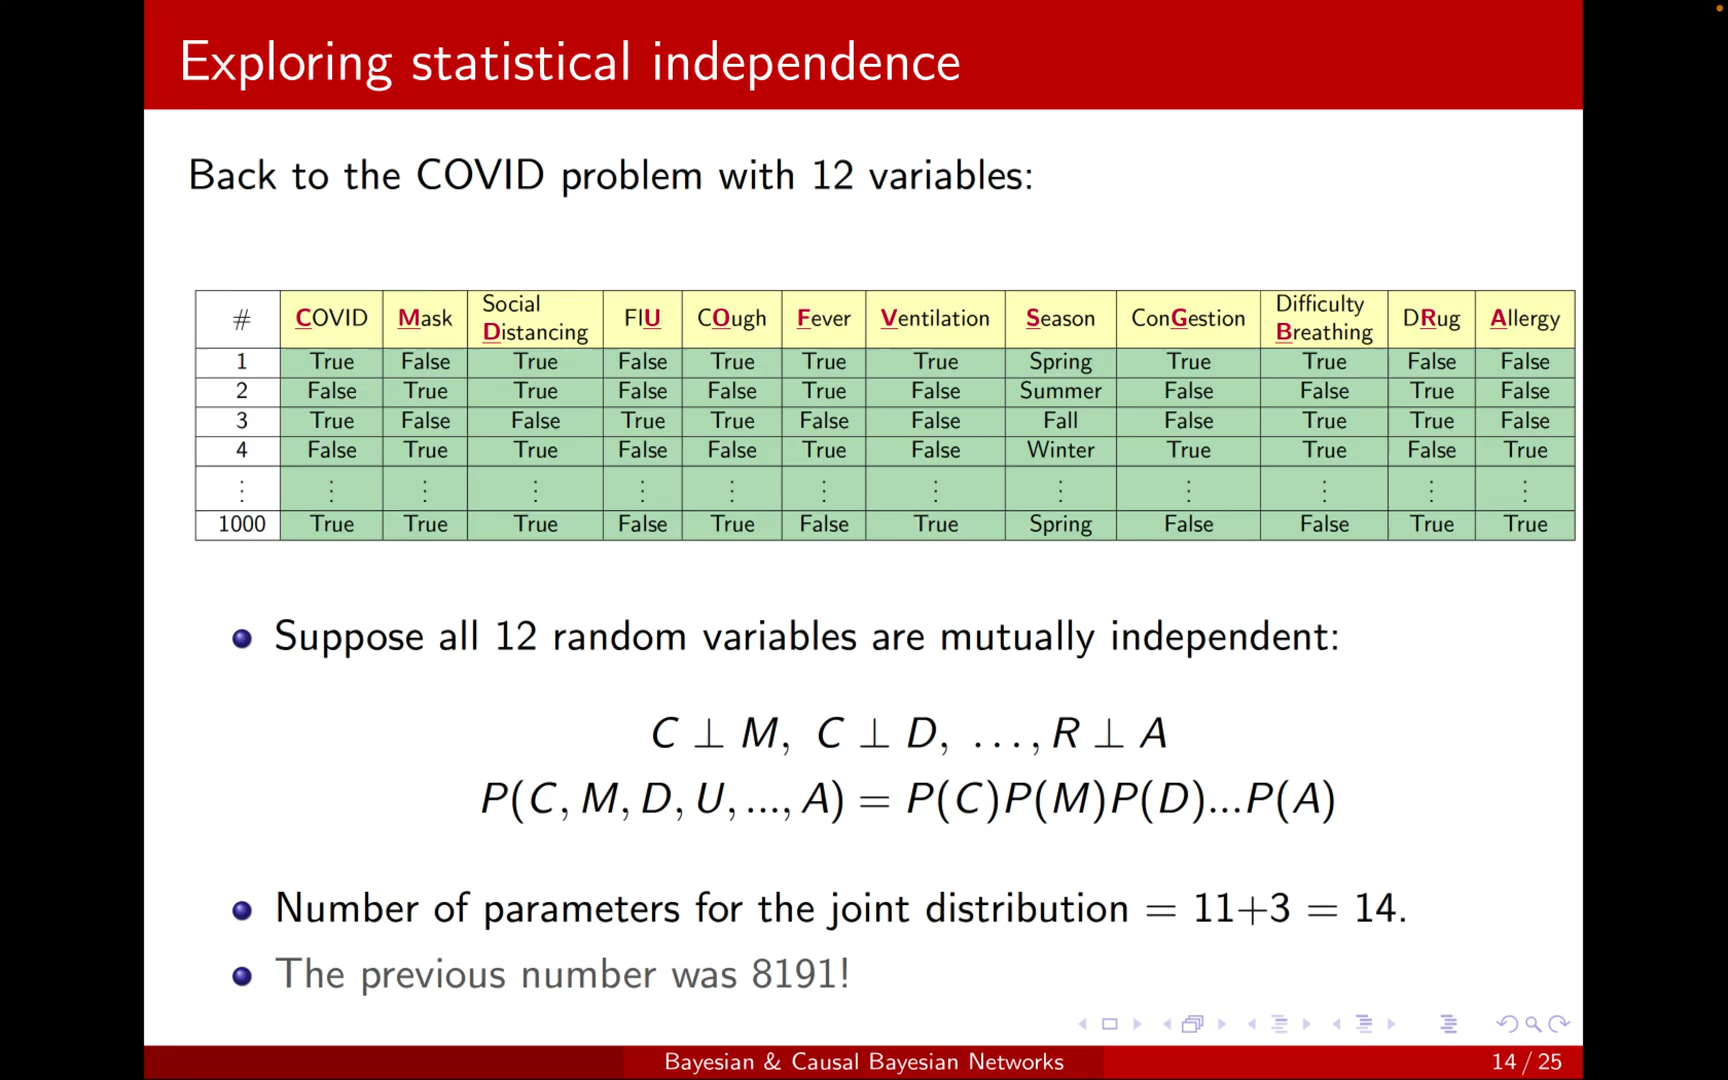 Exploring statistical independence
Back to the COVID problem with 12 variables:
# COVID Mask Social Distancing FlU COugh Fever Ventilation Season ConGestion Difficulty Breathing DRug Allergy
1 True False True False True True True Spring True True False False
2 False True True False False True False Summer False False True False
3 True False False True True False False Fall False True True False
4 False True True False False True False Winter True True False True
⋮ ⋮ ⋮ ⋮ ⋮ ⋮ ⋮ ⋮ ⋮ ⋮ ⋮ ⋮ ⋮
1000 True True True False True False True Spring False False True True
Suppose all 12 random variables are mutually independent:
C ⊥ M, C ⊥ D, ..., R ⊥ A
P(C, M, D, U, ..., A) = P(C)P(M)P(D)...P(A)
Number of parameters for the joint distribution = 11+3 = 14.
The previous number was 8191!
Bayesian & Causal Bayesian Networks
14 / 25